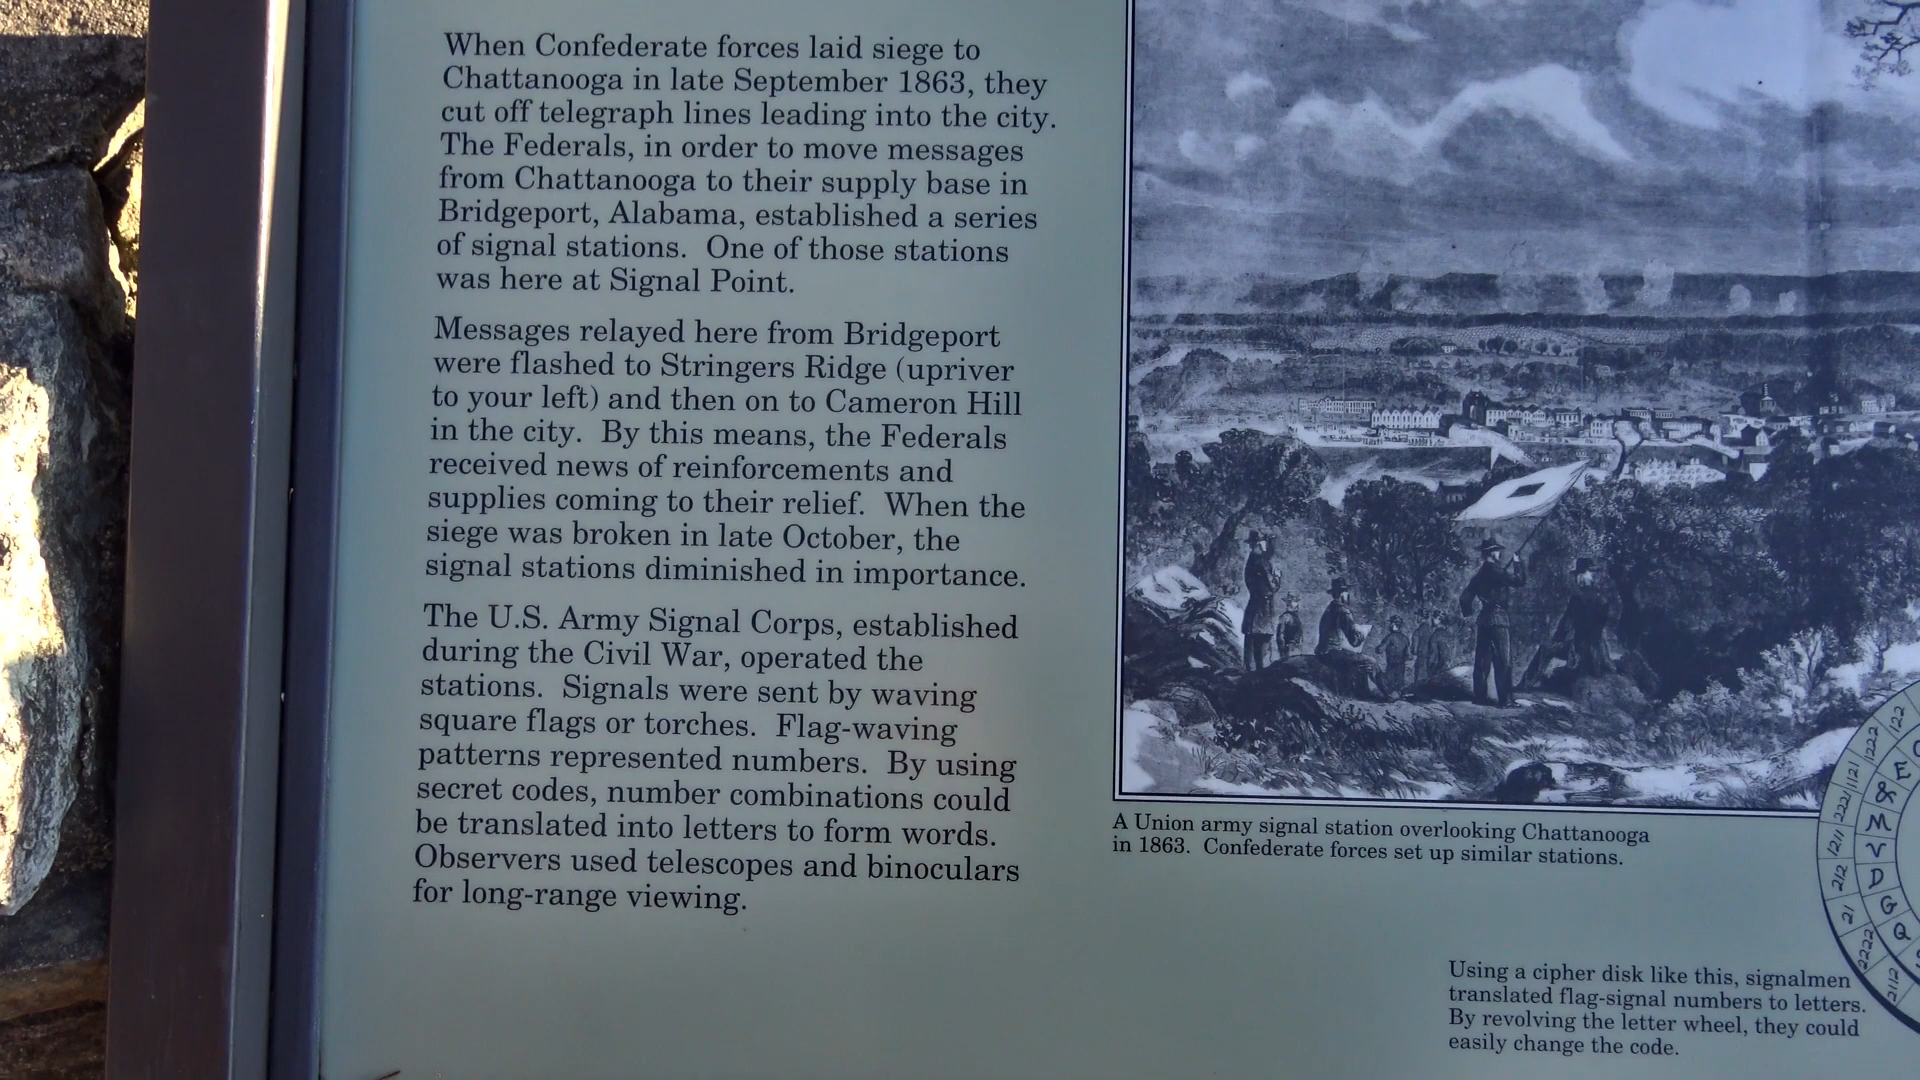 When Confederate forces laid siege to
Chattanooga in late September 1863, they
cut off telegraph lines leading into the city.
The Federals, in order to move messages
from Chattanooga to their supply base in
Bridgeport, Alabama, established a series
of signal stations. One of those stations
was here at Signal Point.
Messages relayed here from Bridgeport
were flashed to Stringers Ridge (upriver
to your left) and then on to Cameron Hill
in the city. By this means, the Federals
received news of reinforcements and
supplies coming to their relief. When the
siege was broken in late October, the
signal stations diminished in importance.
The U.S. Army Signal Corps, established
during the Civil War, operated the
stations. Signals were sent by waving
square flags or torches. Flag-waving
patterns represented numbers. By using
secret codes, number combinations could
be translated into letters to form words.
Observers used telescopes and binoculars
for long-range viewing.
A Union army signal station overlooking Chattanooga
in 1863. Confederate forces set up similar stations.
122
1222
1121
2221
1211
212
21
2222
2112
E
&
M
V
D
G
Q
Using a cipher disk like this, signalmen
translated flag-signal numbers to letters.
By revolving the letter wheel, they could
easily change the code.